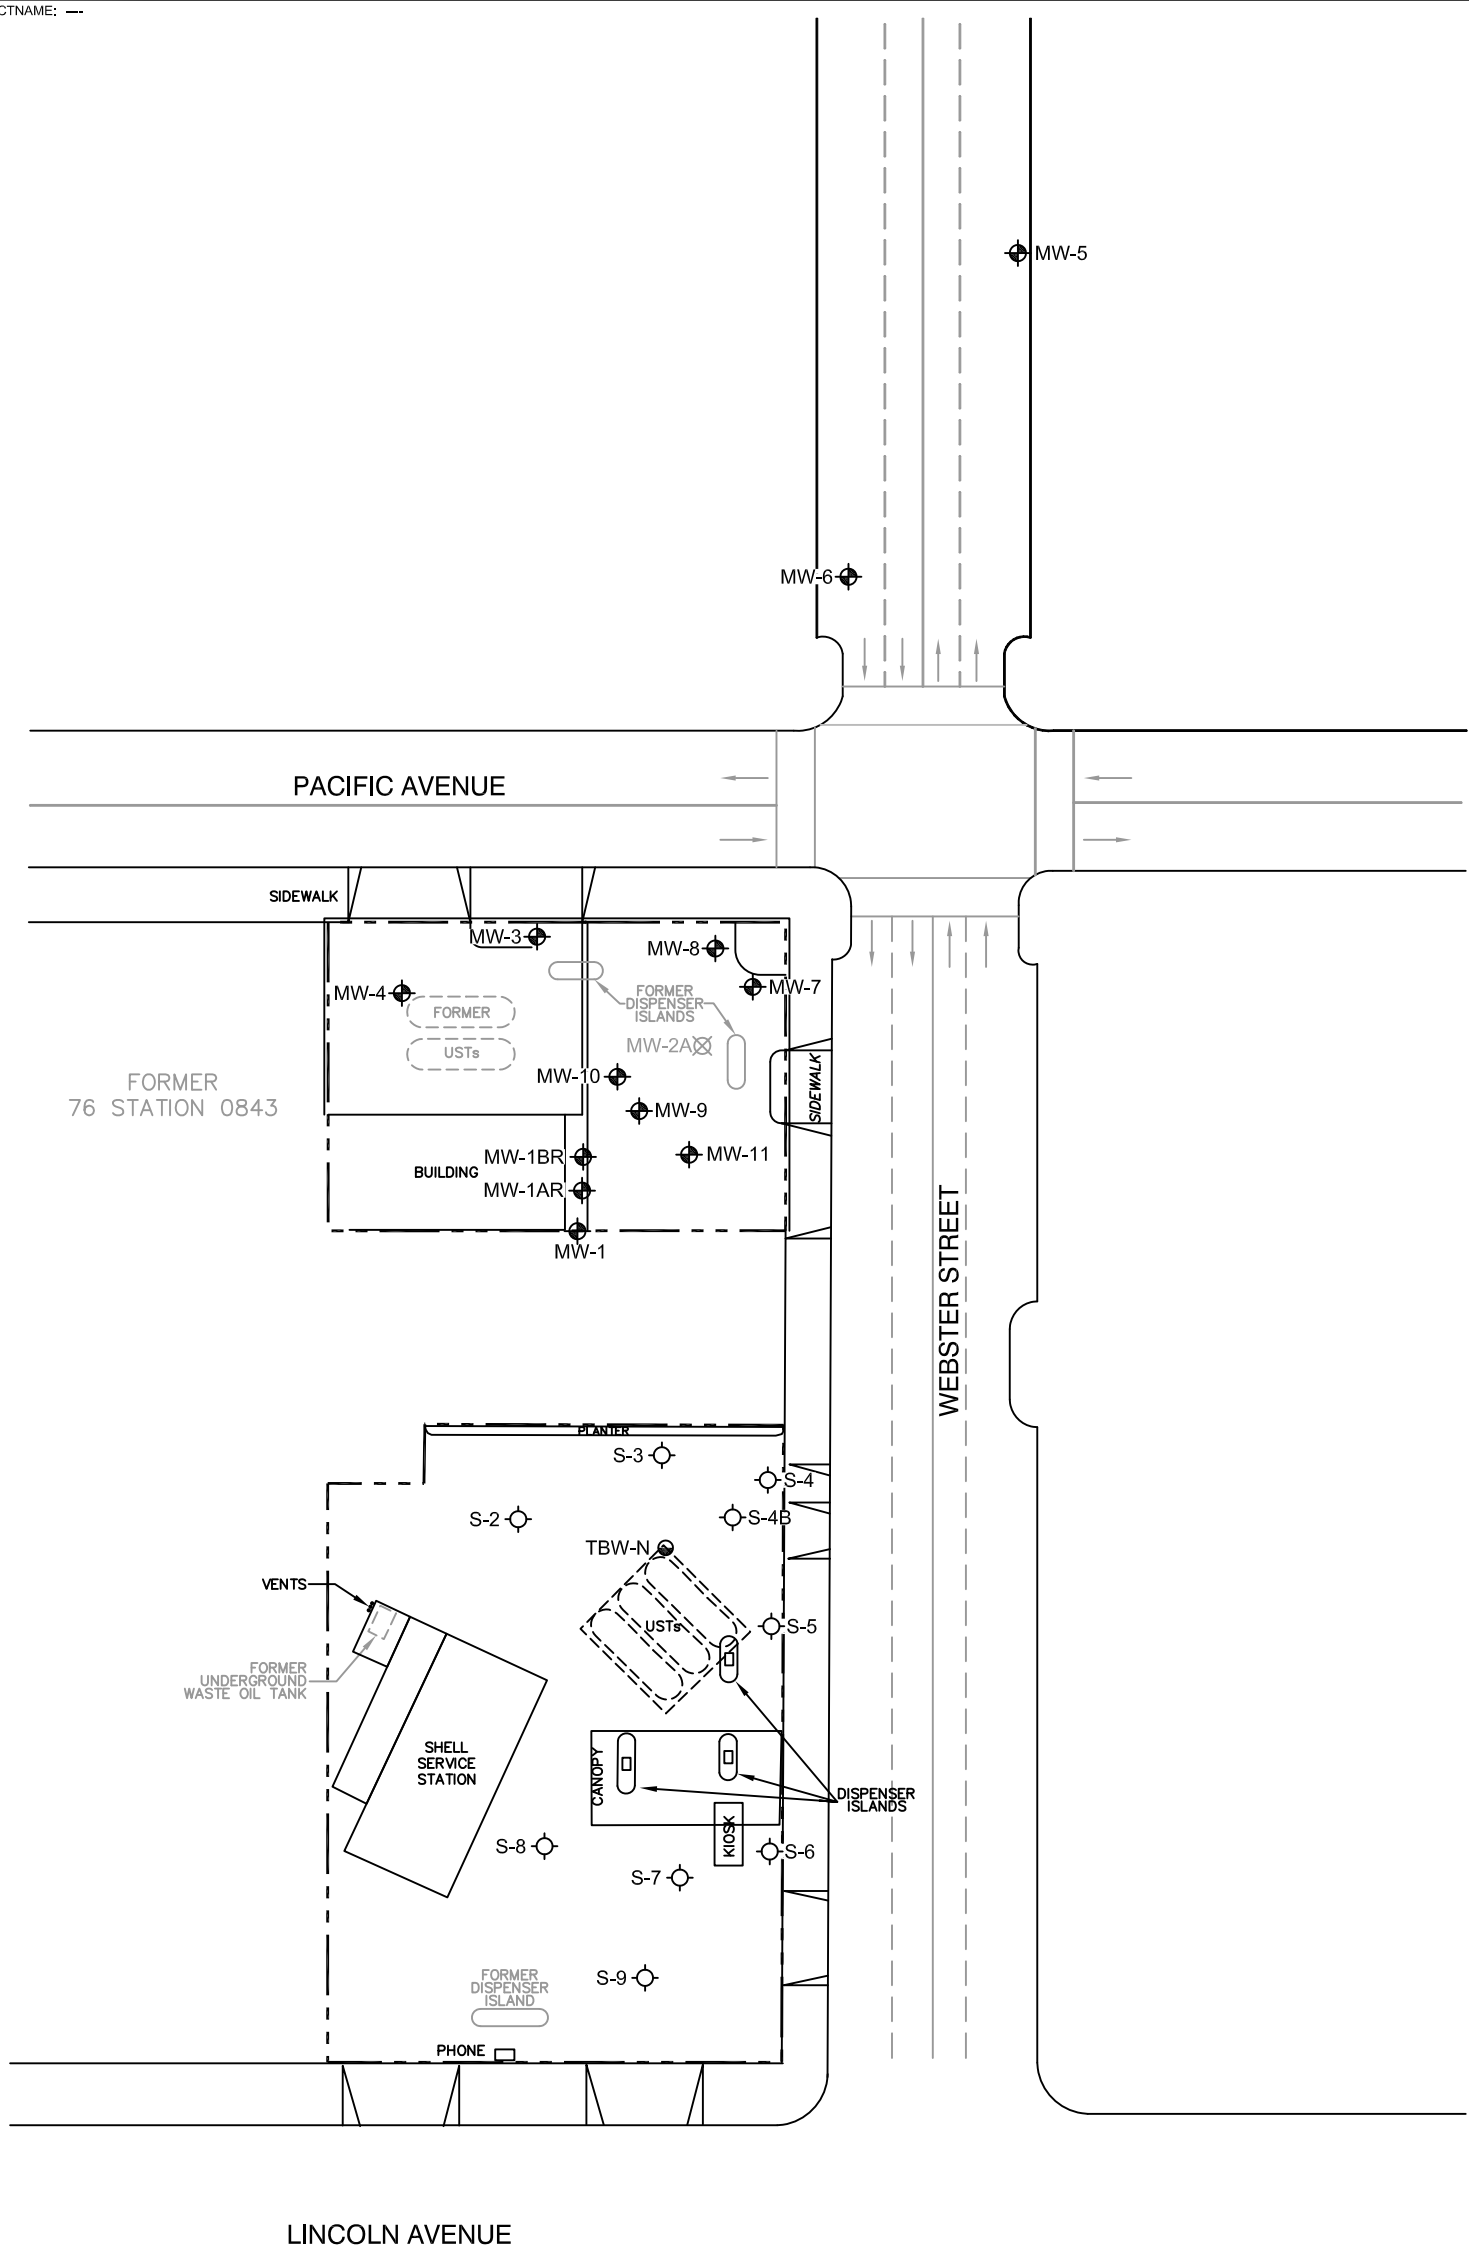 CTNAME: ---
MW-5
MW-6
PACIFIC AVENUE
SIDEWALK
MW-3
MW-8
MW-4
MW-7
FORMER
DISPENSER
ISLANDS
FORMER
USTs
MW-2A
MW-10
FORMER
76 STATION 0843
SIDEWALK
MW-9
MW-1BR
MW-11
BUILDING
MW-1AR
MW-1
WEBSTER STREET
PLANTER
S-3
S-4
S-2
S-4B
TBW-N
VENTS
USTs
S-5
FORMER
UNDERGROUND
WASTE OIL TANK
SHELL
SERVICE
STATION
CANOPY
DISPENSER
ISLANDS
KIOSK
S-8
S-6
S-7
S-9
FORMER
DISPENSER
ISLAND
PHONE
LINCOLN AVENUE